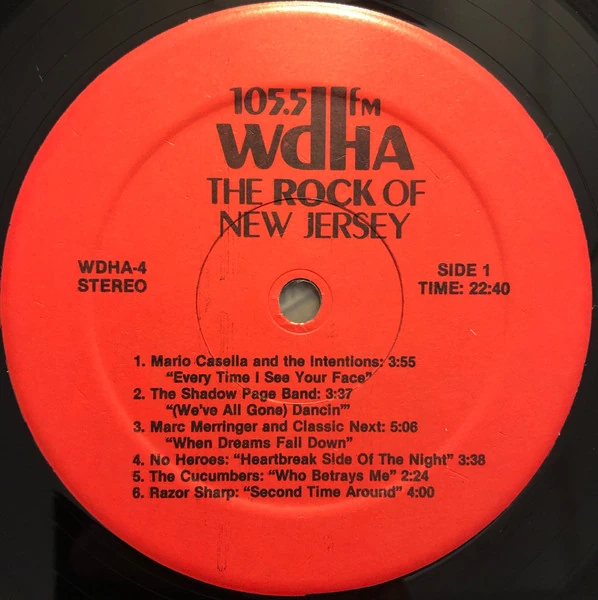 105.5 FM
WDHA
THE ROCK OF
NEW JERSEY
WDHA-4
STEREO
SIDE 1
TIME: 22:40
1. Mario Casella and the Intentions: 3:55
"Every Time I See Your Face"
2. The Shadow Page Band: 3:37
"(We've All Gone) Dancin'"
3. Marc Merringer and Classic Next: 5:06
"When Dreams Fall Down"
4. No Heroes: "Heartbreak Side Of The Night" 3:38
5. The Cucumbers: "Who Betrays Me" 2:24
6. Razor Sharp: "Second Time Around" 4:00